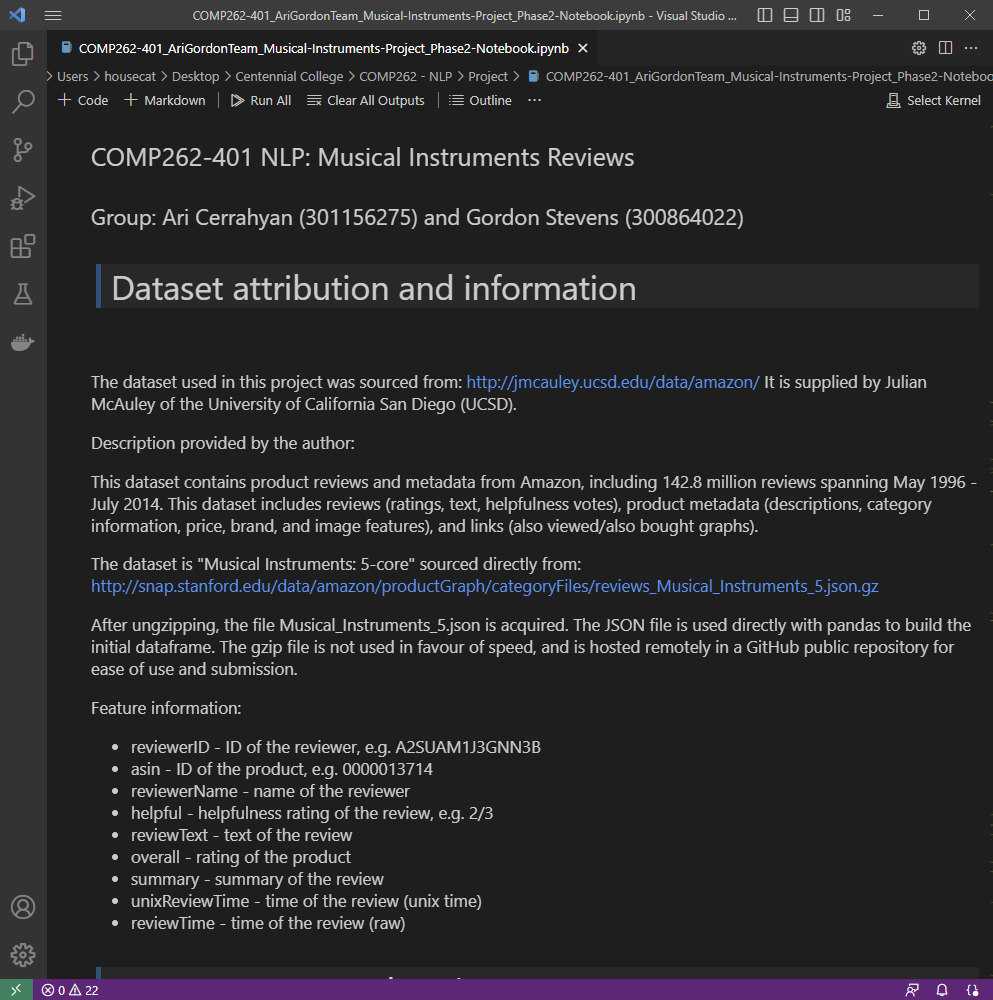 COMP262-401_AriGordonTeam_Musical-Instruments-Project_Phase2-Notebook.ipynb - Visual Studio ...
COMP262-401_AriGordonTeam_Musical-Instruments-Project_Phase2-Notebook.ipynb
Users > housecat > Desktop > Centennial College > COMP262 - NLP > Project > COMP262-401_AriGordonTeam_Musical-Instruments-Project_Phase2-Noteboo
Code Markdown Run All Clear All Outputs Outline ... Select Kernel
COMP262-401 NLP: Musical Instruments Reviews
Group: Ari Cerrahyan (301156275) and Gordon Stevens (300864022)
Dataset attribution and information
The dataset used in this project was sourced from: http://jmcauley.ucsd.edu/data/amazon/ It is supplied by Julian
McAuley of the University of California San Diego (UCSD).
Description provided by the author:
This dataset contains product reviews and metadata from Amazon, including 142.8 million reviews spanning May 1996 -
July 2014. This dataset includes reviews (ratings, text, helpfulness votes), product metadata (descriptions, category
information, price, brand, and image features), and links (also viewed/also bought graphs).
The dataset is "Musical Instruments: 5-core" sourced directly from:
http://snap.stanford.edu/data/amazon/productGraph/categoryFiles/reviews_Musical_Instruments_5.json.gz
After ungzipping, the file Musical_Instruments_5.json is acquired. The JSON file is used directly with pandas to build the
initial dataframe. The gzip file is not used in favour of speed, and is hosted remotely in a GitHub public repository for
ease of use and submission.
Feature information:
• reviewerID - ID of the reviewer, e.g. A2SUAM1J3GNN3B
• asin - ID of the product, e.g. 0000013714
• reviewerName - name of the reviewer
• helpful - helpfulness rating of the review, e.g. 2/3
• reviewText - text of the review
• overall - rating of the product
• summary - summary of the review
• unixReviewTime - time of the review (unix time)
• reviewTime - time of the review (raw)
0 22